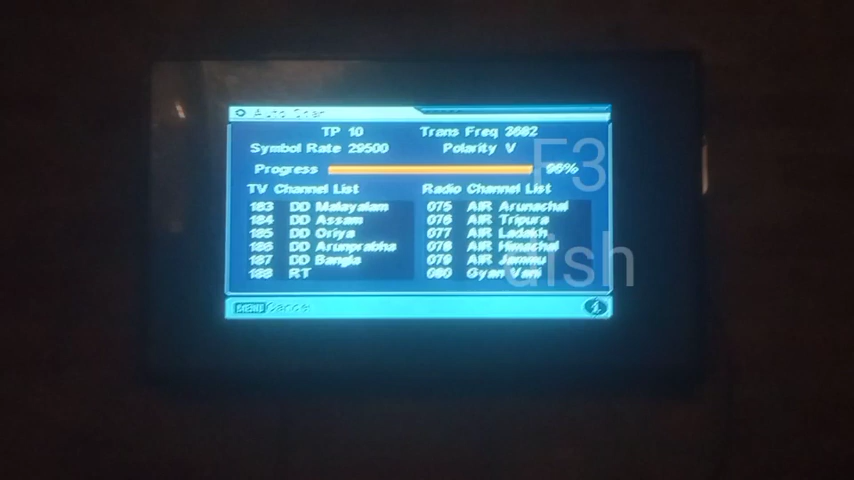 Auto Scan
TP 10 Trans Freq 3682
Symbol Rate 29500 Polarity V
F3
Progress 96%
TV Channel List Radio Channel List
183 DD Malayalam 075 AIR Arunachal
184 DD Assam 076 AIR Tripura
185 DD Oriya 077 AIR Ladakh
186 DD Arunprabha 078 AIR Himachal
187 DD Bangla 079 AIR Jammu
188 RT 080 Gyan Vani
dish
MENU Cancel i